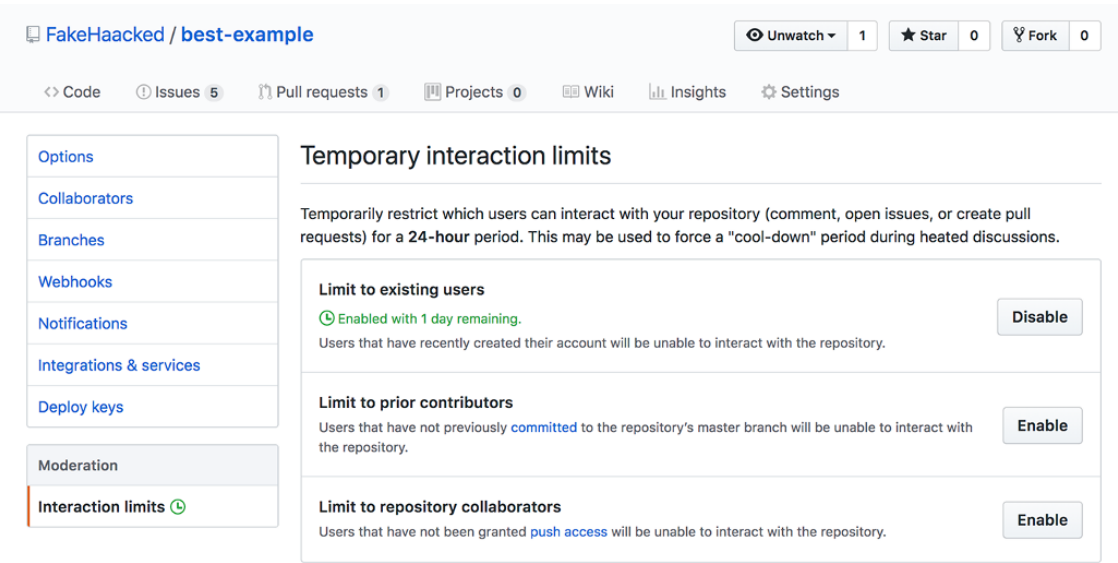 FakeHaacked / best-example
Unwatch 1 Star 0 Fork 0
Code Issues 5 Pull requests 1 Projects 0 Wiki Insights Settings
Options
Collaborators
Branches
Webhooks
Notifications
Integrations & services
Deploy keys
Moderation
Interaction limits
Temporary interaction limits
Temporarily restrict which users can interact with your repository (comment, open issues, or create pull
requests) for a 24-hour period. This may be used to force a "cool-down" period during heated discussions.
Limit to existing users
Enabled with 1 day remaining.
Users that have recently created their account will be unable to interact with the repository.
Disable
Limit to prior contributors
Users that have not previously committed to the repository's master branch will be unable to interact with
the repository.
Enable
Limit to repository collaborators
Users that have not been granted push access will be unable to interact with the repository.
Enable